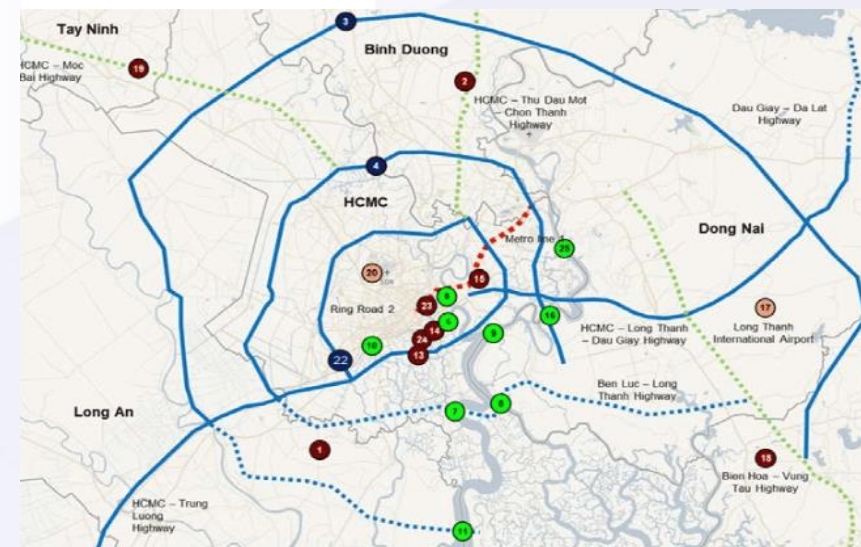 3
Tay Ninh
Binh Duong
HCMC – Moc
Bai Highway
19
2
HCMC – Thu Dau Mot
– Chon Thanh
Highway
Dau Giay – Da Lat
Highway
4
HCMC
Dong Nai
Metro line 1
25
20
15
23
Ring Road 2
17
16
14
24
9
13
10
22
HCMC – Long Thanh
– Dau Giay Highway
Long Thanh
International Airport
Ben Luc – Long
Thanh Highway
Long An
7
8
1
18
Bien Hoa – Vung
Tau Highway
HCMC – Trung
Luong
Highway
11